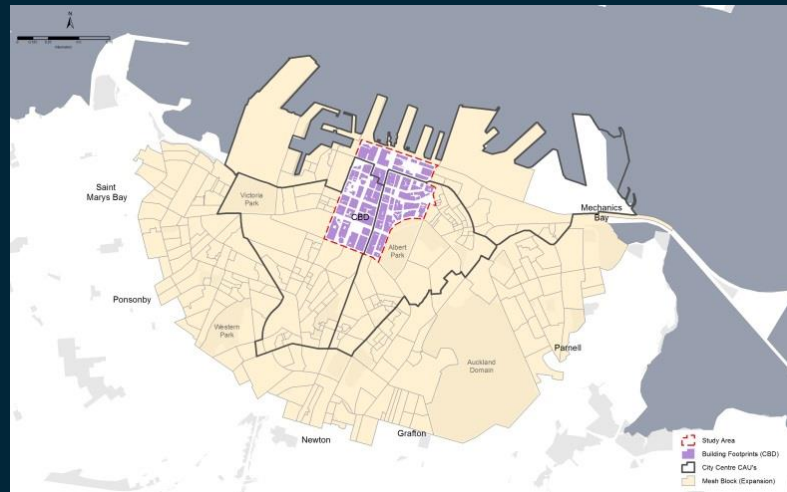 N
Saint
Marys Bay
Victoria
Park
CBD
Albert
Park
Mechanics
Bay
Ponsonby
Western
Park
Auckland
Domain
Parnell
Newton
Grafton
Study Area
Building Footprints (CBD)
City Centre CAU's
Mesh Block (Expansion)